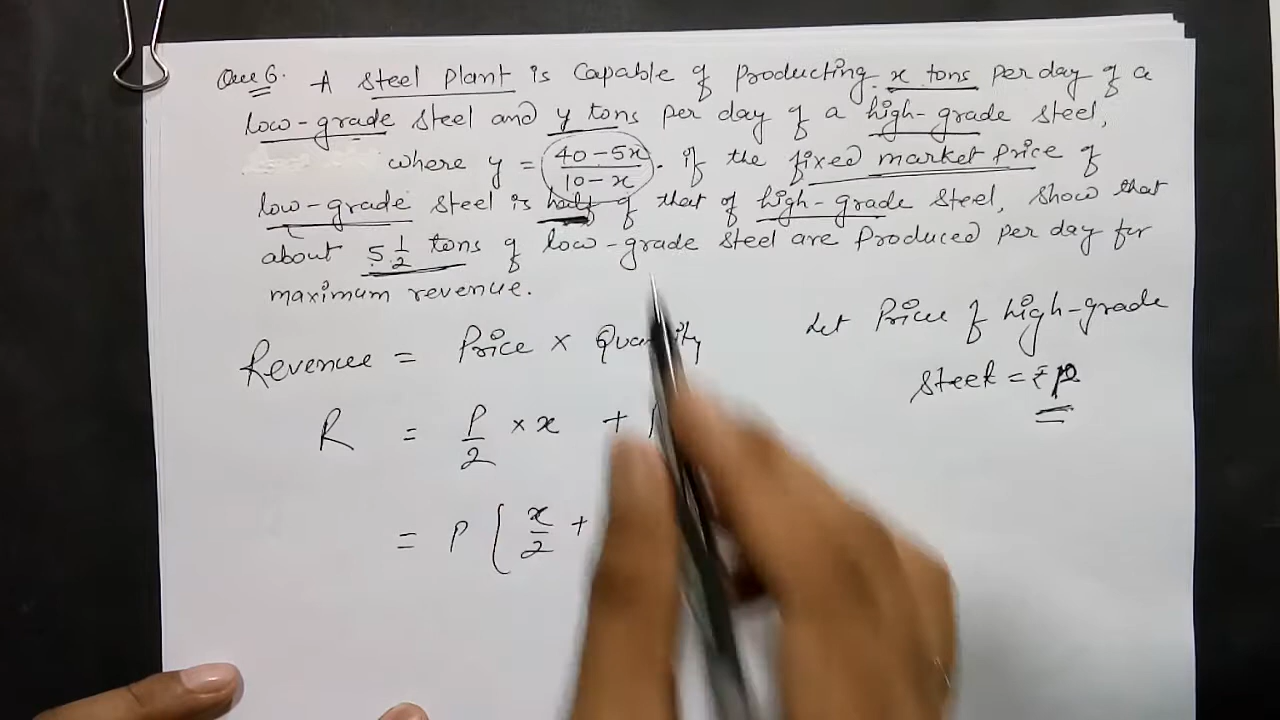 Que 6. A steel plant is capable of producting x tons per day of a
low-grade steel and y tons per day of a high-grade steel,
where y = (40-5x)/(10-x). if the fixed market price of
low-grade steel is half of that of high-grade steel, show that
about 5 1/2 tons of low-grade steel are produced per day for
maximum revenue.
Revenue = Price × Quantity
Let Price of high-grade
steel = ₹p
R = P/2 × x +
= P [x/2 +